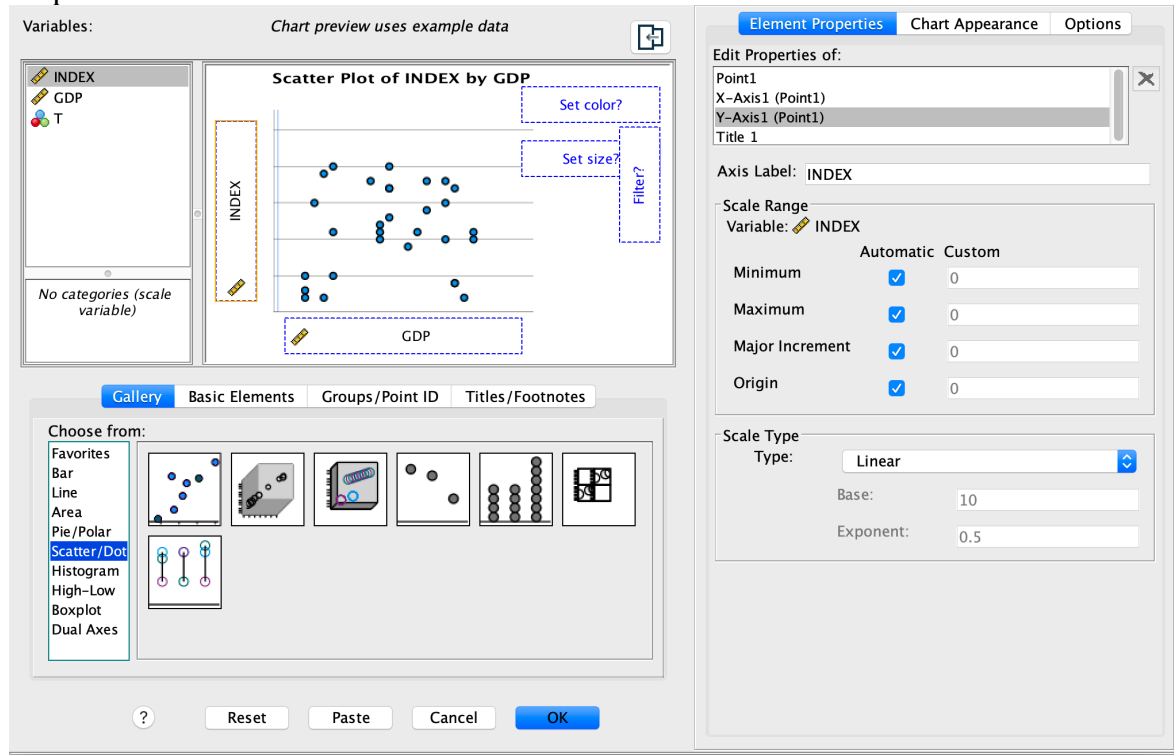 Variables:
Chart preview uses example data
INDEX
GDP
T
No categories (scale
variable)
Scatter Plot of INDEX by GDP
Set color?
Set size?
Filter?
INDEX
GDP
Gallery
Basic Elements
Groups/Point ID
Titles/Footnotes
Choose from:
Favorites
Bar
Line
Area
Pie/Polar
Scatter/Dot
Histogram
High-Low
Boxplot
Dual Axes
?
Reset
Paste
Cancel
OK
Element Properties
Chart Appearance
Options
Edit Properties of:
Point1
X-Axis1 (Point1)
Y-Axis1 (Point1)
Title 1
Axis Label: INDEX
Scale Range
Variable: INDEX
Automatic Custom
Minimum 0
Maximum 0
Major Increment 0
Origin 0
Scale Type
Type: Linear
Base: 10
Exponent: 0.5